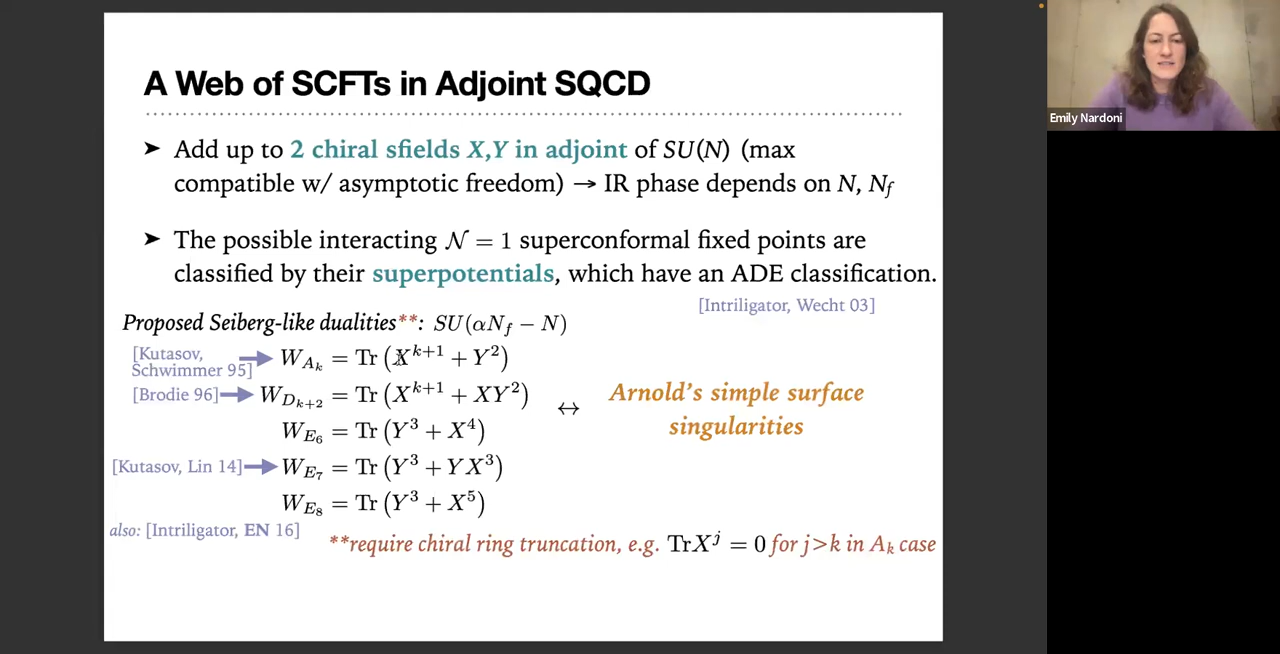 A Web of SCFTs in Adjoint SQCD
➤ Add up to 2 chiral sfields X,Y in adjoint of SU(N) (max
compatible w/ asymptotic freedom) → IR phase depends on N, N_f
➤ The possible interacting 𝒩 = 1 superconformal fixed points are
classified by their superpotentials, which have an ADE classification.
[Intriligator, Wecht 03]
Proposed Seiberg-like dualities**: SU(αN_f − N)
[Kutasov,
Schwimmer 95]
W_{A_k} = Tr (X^{k+1} + Y^2)
[Brodie 96]
W_{D_{k+2}} = Tr (X^{k+1} + XY^2)
W_{E_6} = Tr (Y^3 + X^4)
[Kutasov, Lin 14]
W_{E_7} = Tr (Y^3 + YX^3)
W_{E_8} = Tr (Y^3 + X^5)
↔
Arnold's simple surface
singularities
also: [Intriligator, EN 16]
**require chiral ring truncation, e.g. TrX^j = 0 for j>k in A_k case
Emily Nardoni